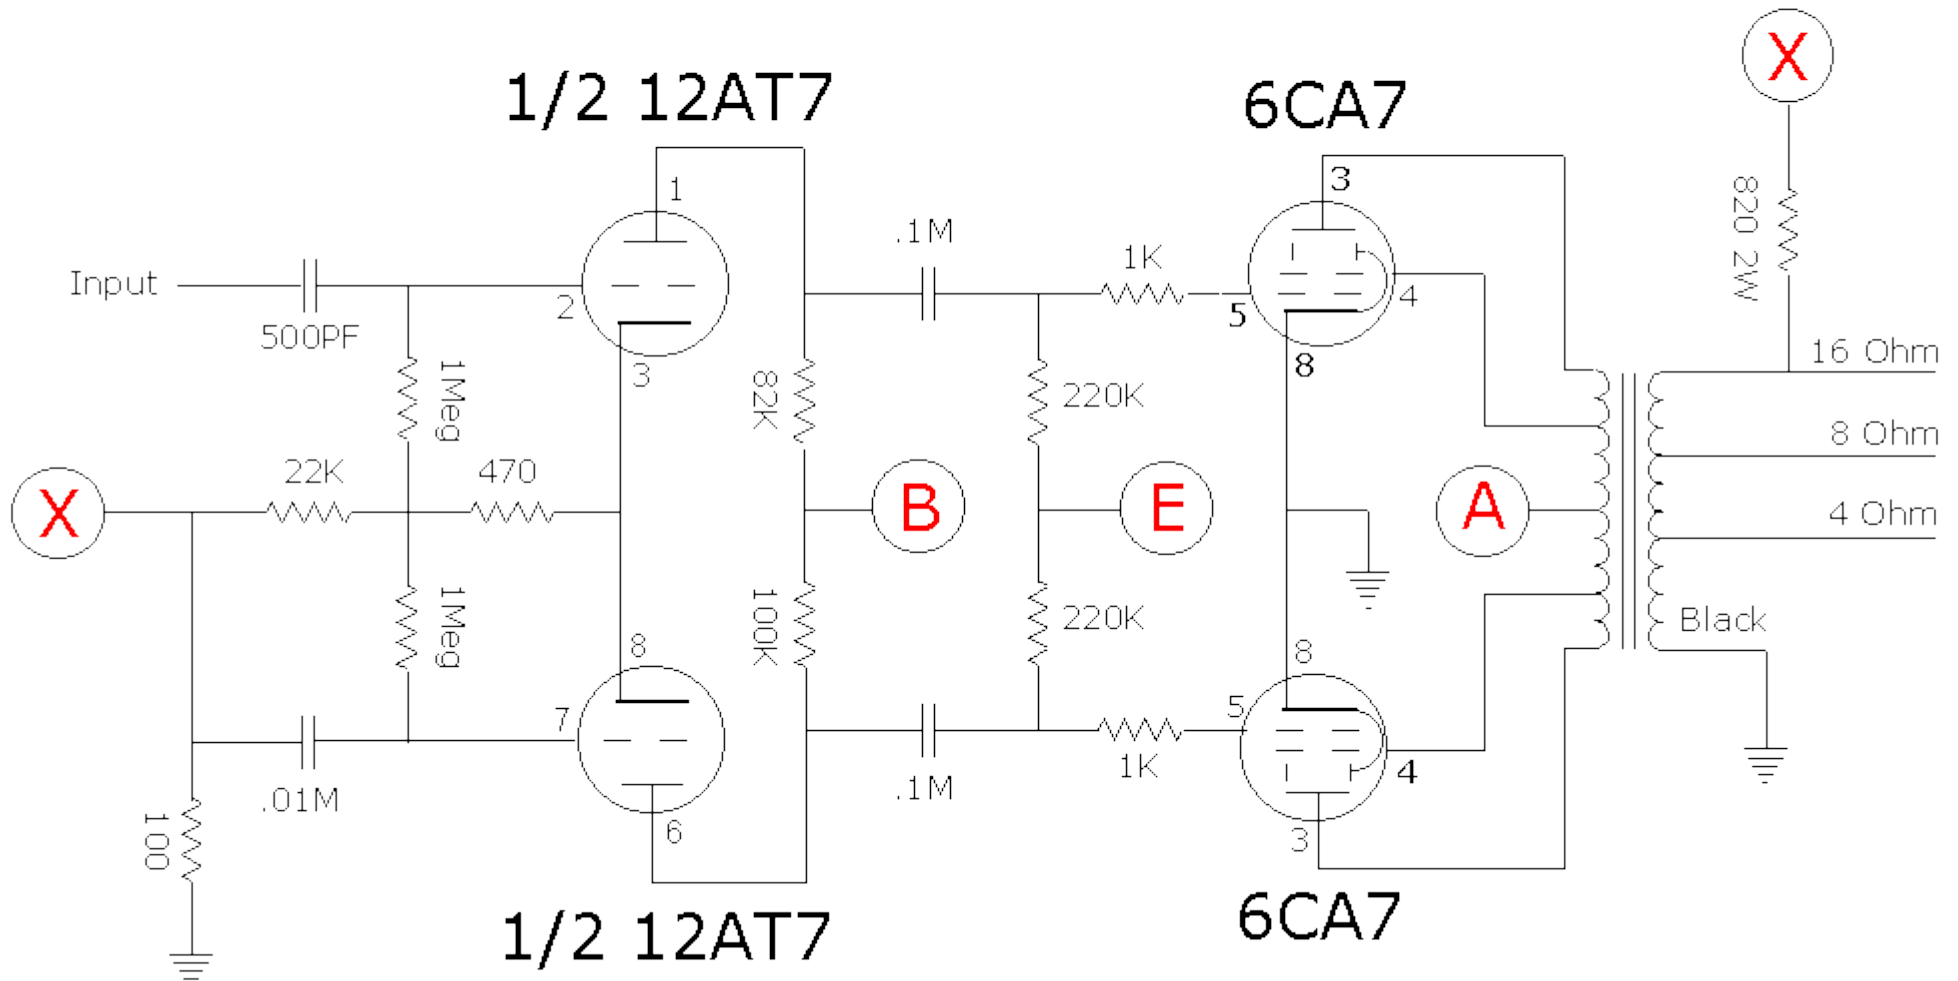 1/2 12AT7
6CA7
X
1
3
820 2W
.1M
1K
Input
2
5
4
500PF
3
8
16 Ohm
1Meg
82K
220K
8 Ohm
X
22K
470
B
E
A
4 Ohm
1Meg
100K
220K
Black
8
8
7
5
.01M
.1M
1K
4
100
6
3
1/2 12AT7
6CA7